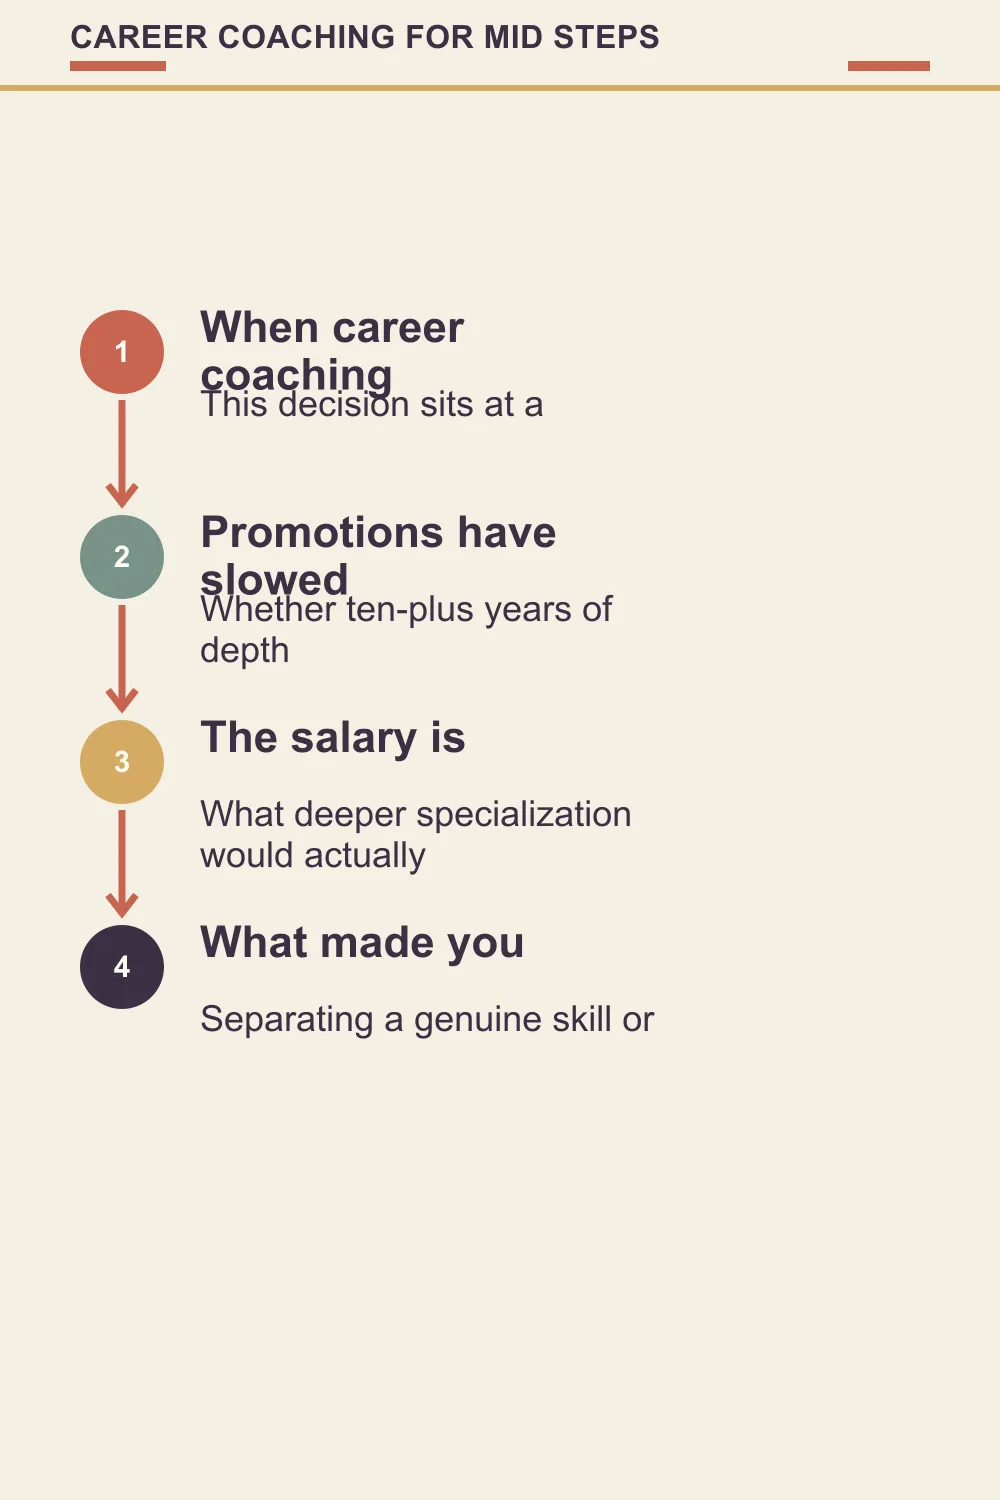 CAREER COACHING FOR MID STEPS
1
When career
coaching
This decision sits at a
2
Promotions have
slowed
Whether ten-plus years of
depth
3
The salary is
What deeper specialization
would actually
4
What made you
Separating a genuine skill or